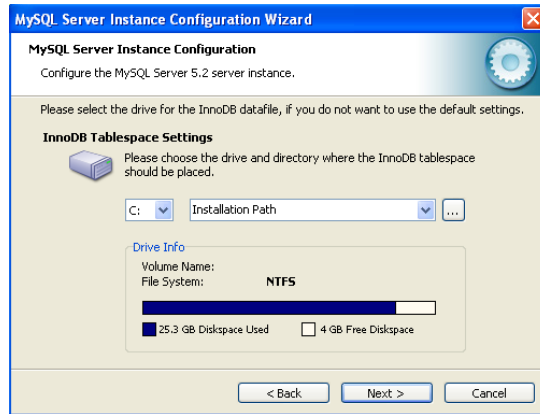 MySQL Server Instance Configuration Wizard
MySQL Server Instance Configuration
Configure the MySQL Server 5.2 server instance.
Please select the drive for the InnoDB datafile, if you do not want to use the default settings.
InnoDB Tablespace Settings
Please choose the drive and directory where the InnoDB tablespace
should be placed.
C: Installation Path ...
Drive Info
Volume Name:
File System: NTFS
25.3 GB Diskspace Used 4 GB Free Diskspace
< Back Next > Cancel